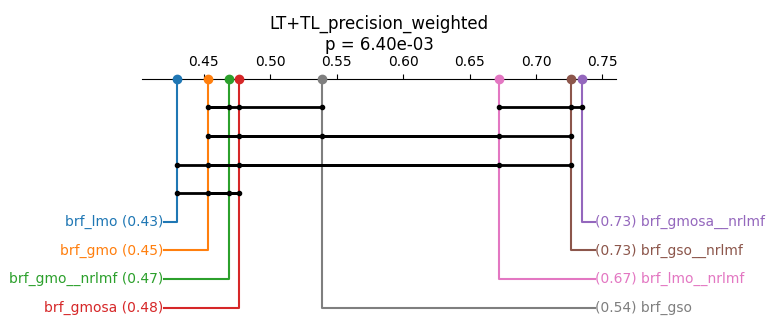 LT+TL_precision_weighted
p = 6.40e-03
0.45 0.50 0.55 0.60 0.65 0.70 0.75
brf_lmo (0.43) (0.73) brf_gmosa__nrlmf
brf_gmo (0.45) (0.73) brf_gso__nrlmf
brf_gmo__nrlmf (0.47) (0.67) brf_lmo__nrlmf
brf_gmosa (0.48) (0.54) brf_gso